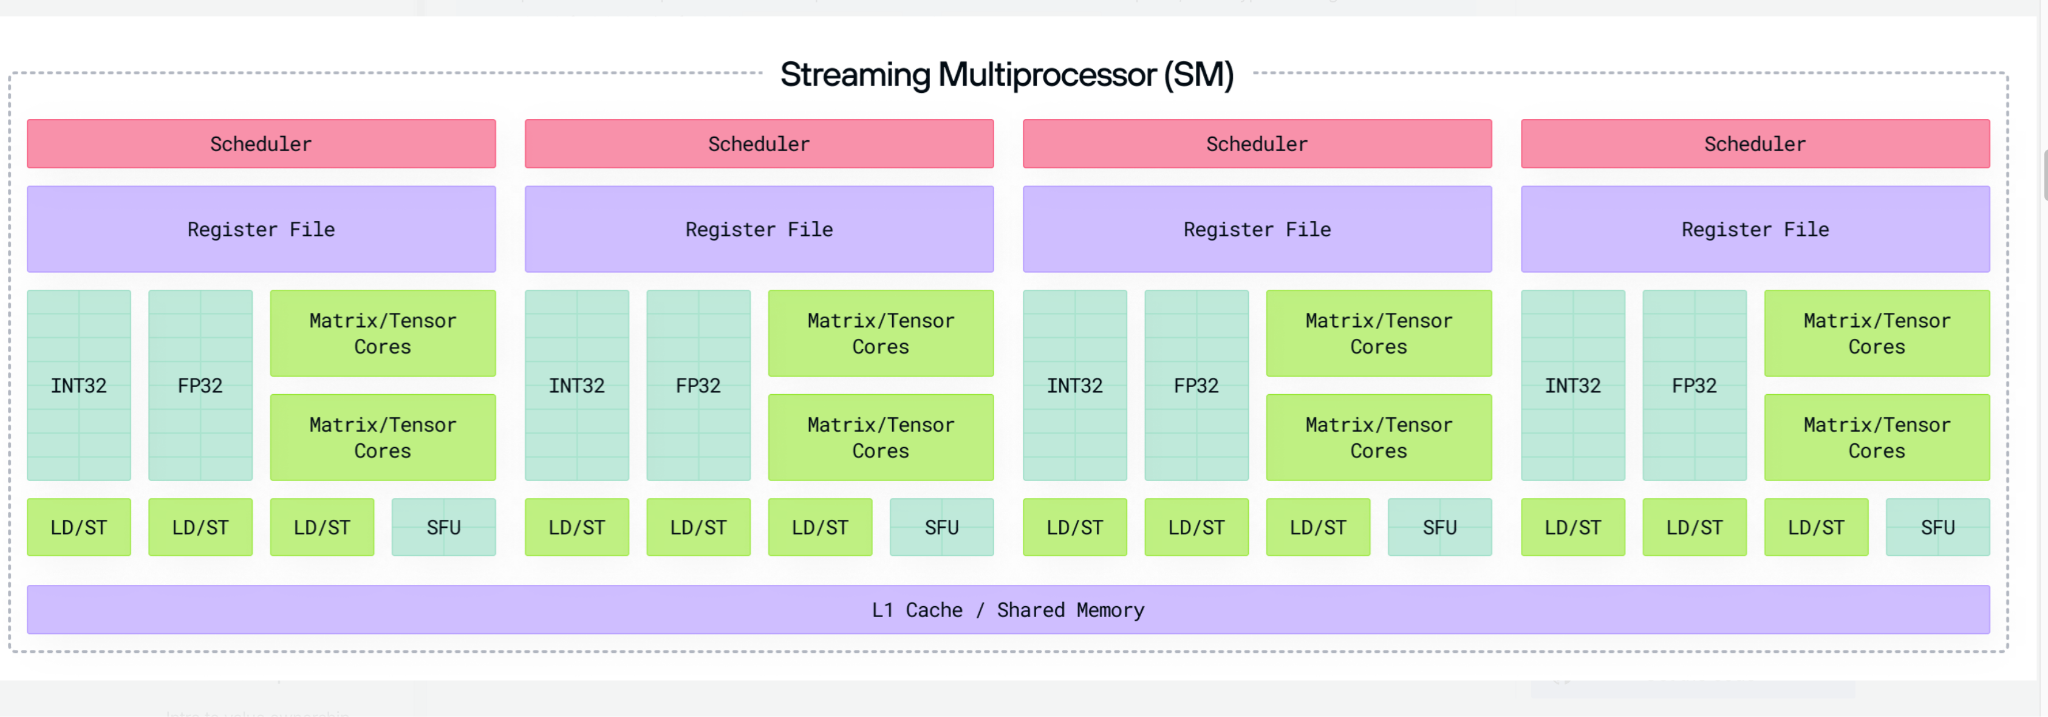 Streaming Multiprocessor (SM)
Scheduler
Scheduler
Scheduler
Scheduler
Register File
Register File
Register File
Register File
INT32
FP32
Matrix/Tensor
Cores
Matrix/Tensor
Cores
INT32
FP32
Matrix/Tensor
Cores
Matrix/Tensor
Cores
INT32
FP32
Matrix/Tensor
Cores
Matrix/Tensor
Cores
INT32
FP32
Matrix/Tensor
Cores
Matrix/Tensor
Cores
LD/ST
LD/ST
LD/ST
SFU
LD/ST
LD/ST
LD/ST
SFU
LD/ST
LD/ST
LD/ST
SFU
LD/ST
LD/ST
LD/ST
SFU
L1 Cache / Shared Memory